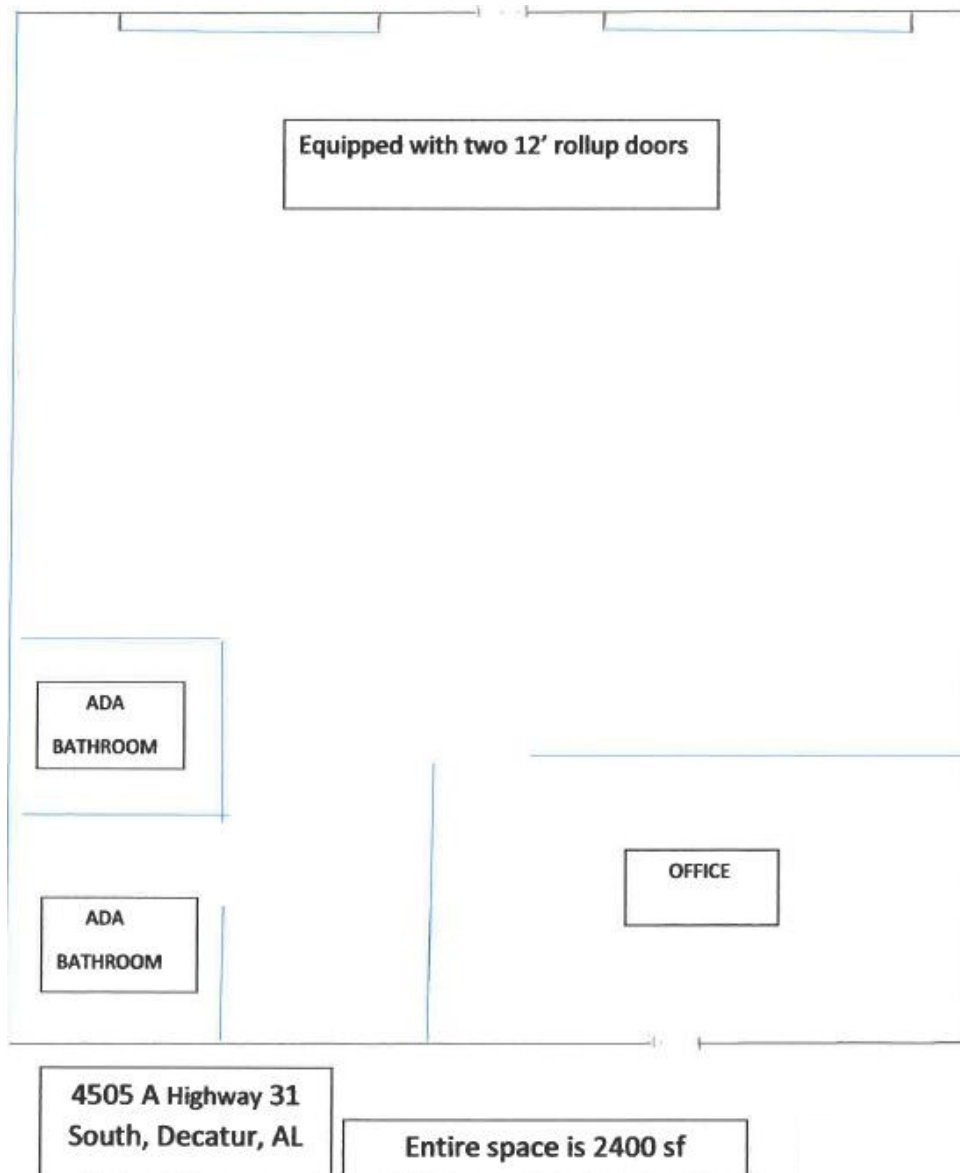 Equipped with two 12’ rollup doors
ADA
BATHROOM
OFFICE
ADA
BATHROOM
4505 A Highway 31
South, Decatur, AL
Entire space is 2400 sf